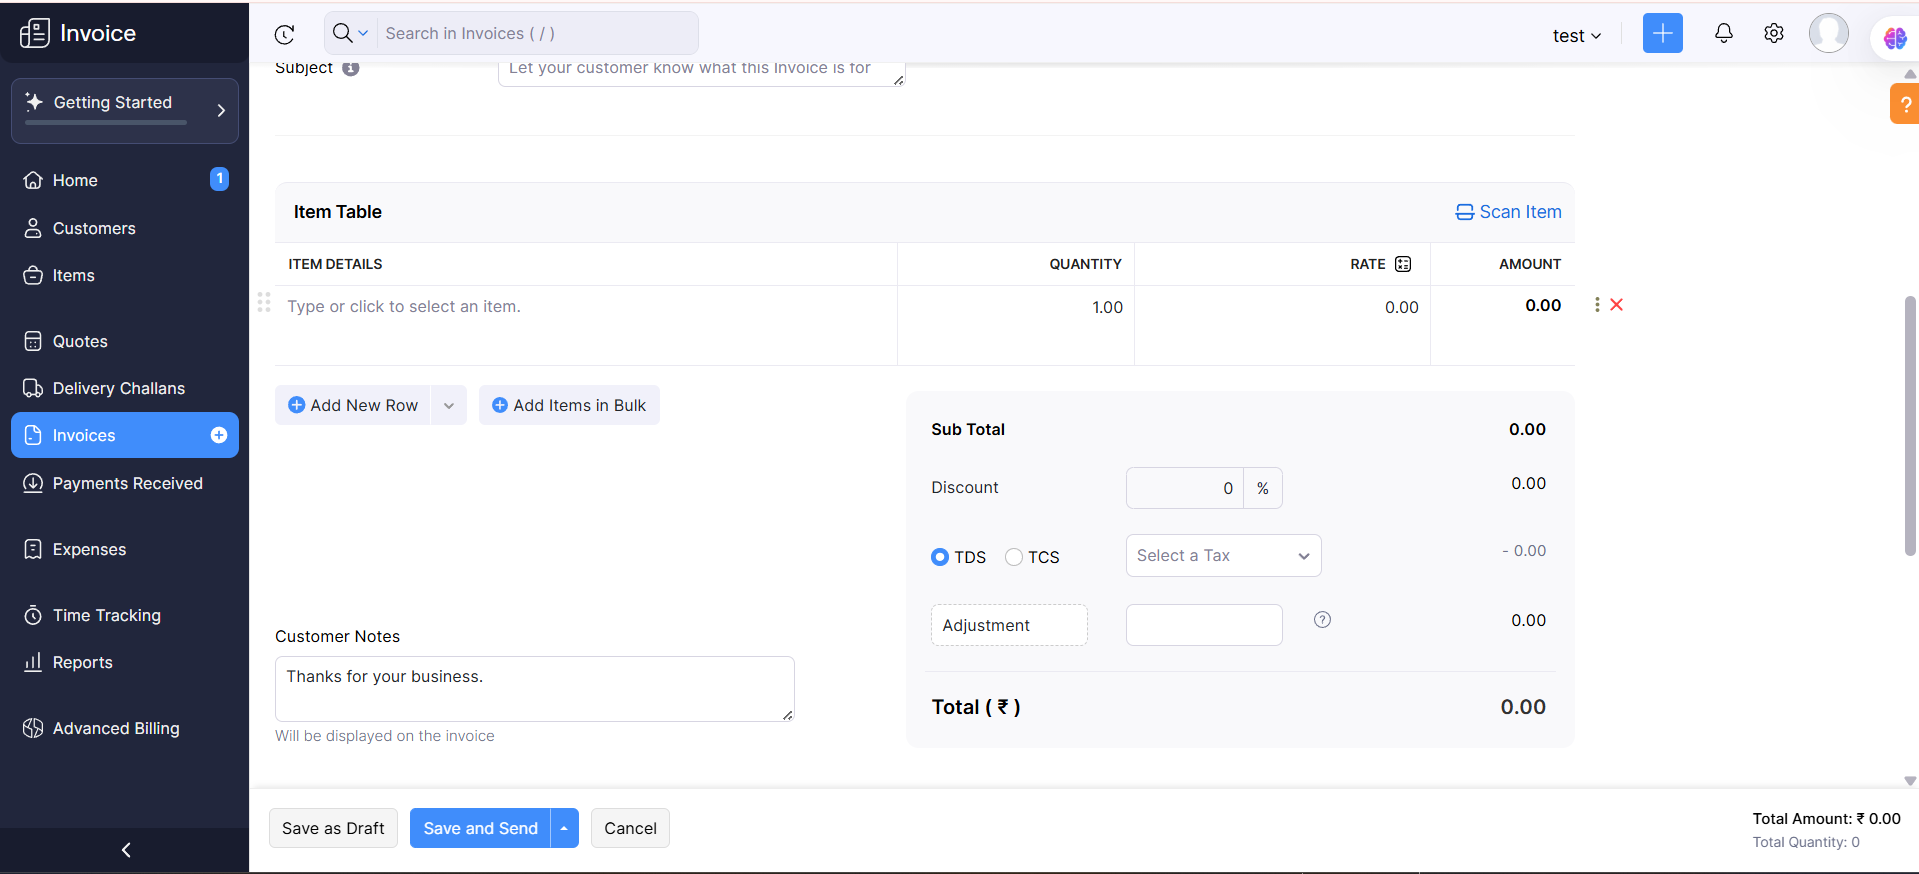 Invoice
Search in Invoices ( / )
test
Getting Started
Home
1
Customers
Items
Quotes
Delivery Challans
Invoices
Payments Received
Expenses
Time Tracking
Reports
Advanced Billing
Subject
Let your customer know what this Invoice is for
?
Item Table
Scan Item
ITEM DETAILS
QUANTITY
RATE
AMOUNT
Type or click to select an item.
1.00
0.00
0.00
Add New Row
Add Items in Bulk
Sub Total
0.00
Discount
0
%
0.00
TDS
TCS
Select a Tax
- 0.00
Adjustment
?
0.00
Total ( ₹ )
0.00
Customer Notes
Thanks for your business.
Will be displayed on the invoice
Save as Draft
Save and Send
Cancel
Total Amount: ₹ 0.00
Total Quantity: 0